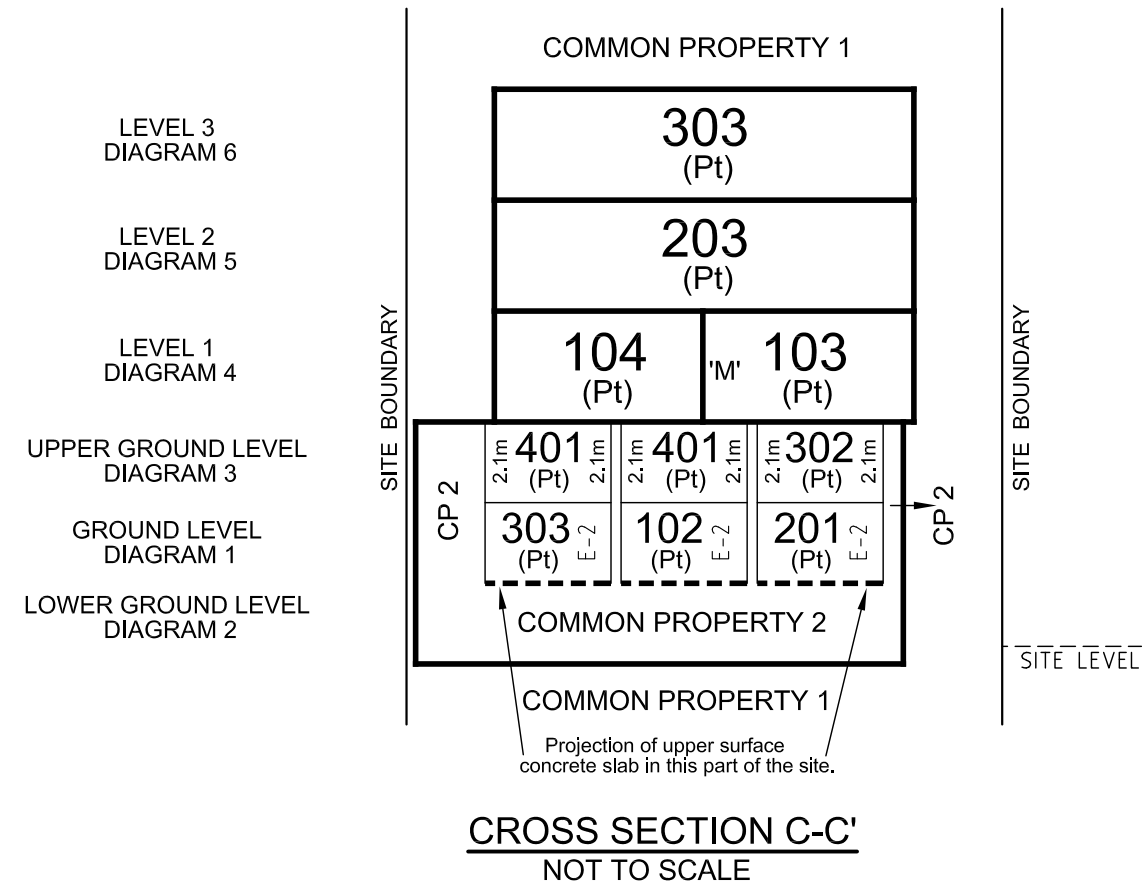 COMMON PROPERTY 1
LEVEL 3
DIAGRAM 6
303
(Pt)
LEVEL 2
DIAGRAM 5
203
(Pt)
LEVEL 1
DIAGRAM 4
104
(Pt)
'M'
103
(Pt)
SITE BOUNDARY
SITE BOUNDARY
UPPER GROUND LEVEL
DIAGRAM 3
2.1m 401 2.1m
(Pt)
2.1m 401 2.1m
(Pt)
2.1m 302 2.1m
(Pt)
CP 2
CP 2
GROUND LEVEL
DIAGRAM 1
303
(Pt)
E-2
102
(Pt)
E-2
201
(Pt)
E-2
LOWER GROUND LEVEL
DIAGRAM 2
COMMON PROPERTY 2
SITE LEVEL
COMMON PROPERTY 1
Projection of upper surface
concrete slab in this part of the site.
CROSS SECTION C-C'
NOT TO SCALE